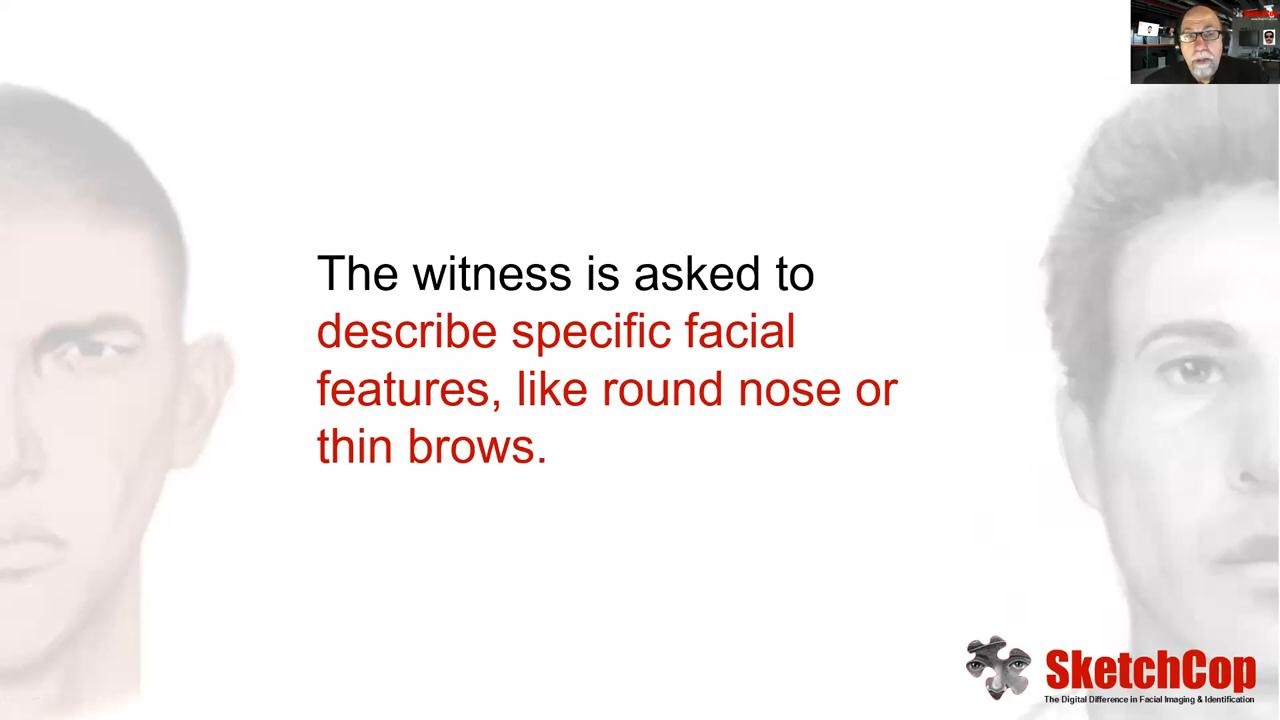 The witness is asked to
describe specific facial
features, like round nose or
thin brows.
SketchCop
The Digital Difference in Facial Imaging & Identification